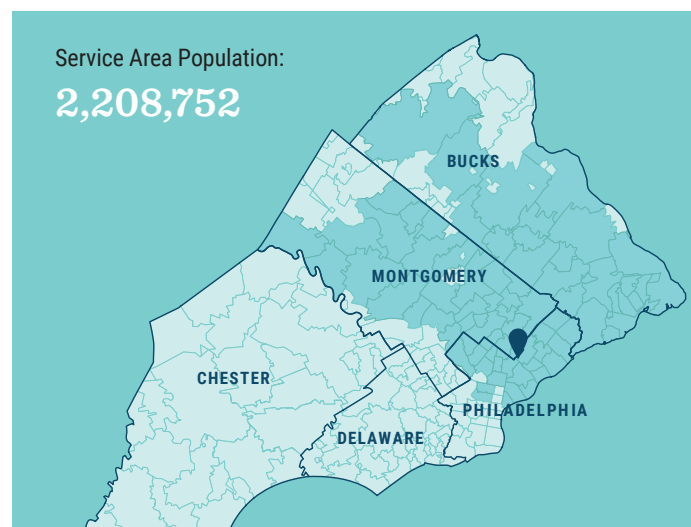 Service Area Population:
2,208,752
BUCKS
MONTGOMERY
CHESTER
PHILADELPHIA
DELAWARE